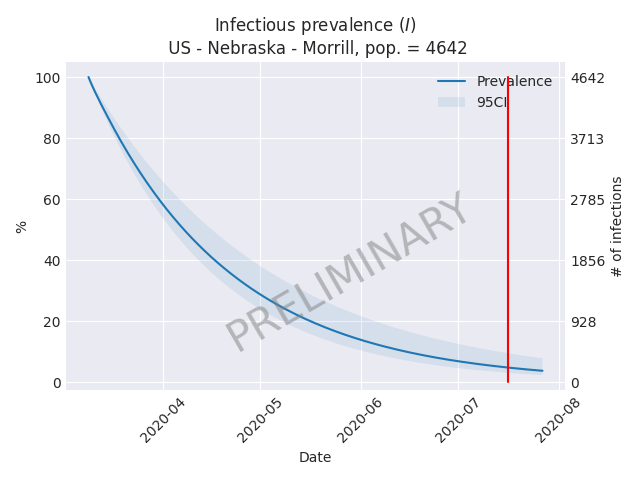 Infectious prevalence (I)
US - Nebraska - Morrill, pop. = 4642
Prevalence
95CI
100
80
60
40
20
0
%
4642
3713
2785
1856
928
0
# of infections
PRELIMINARY
2020-04
2020-05
2020-06
2020-07
2020-08
Date